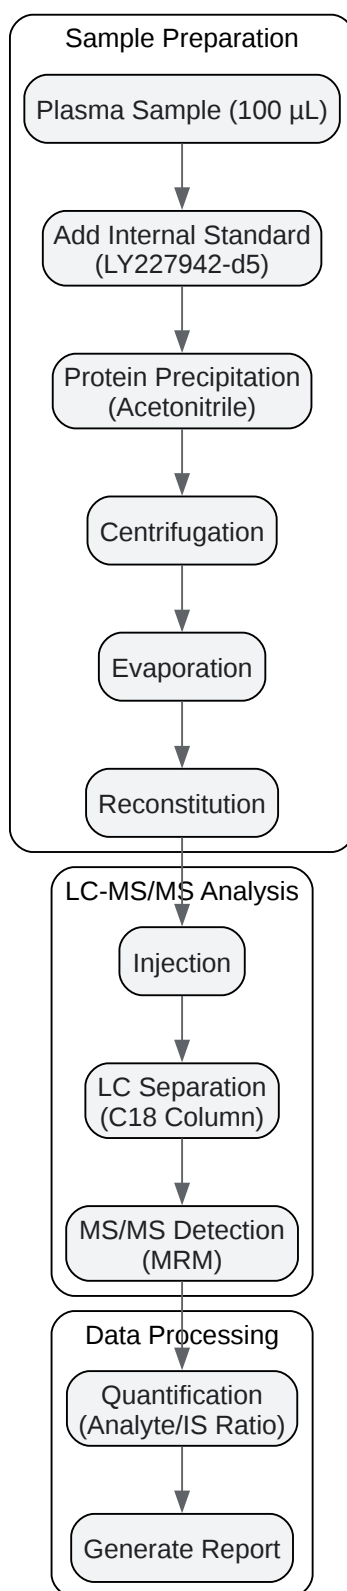 Sample Preparation
Plasma Sample (100 µL)
Add Internal Standard
(LY227942-d5)
Protein Precipitation
(Acetonitrile)
Centrifugation
Evaporation
Reconstitution
LC-MS/MS Analysis
Injection
LC Separation
(C18 Column)
MS/MS Detection
(MRM)
Data Processing
Quantification
(Analyte/IS Ratio)
Generate Report